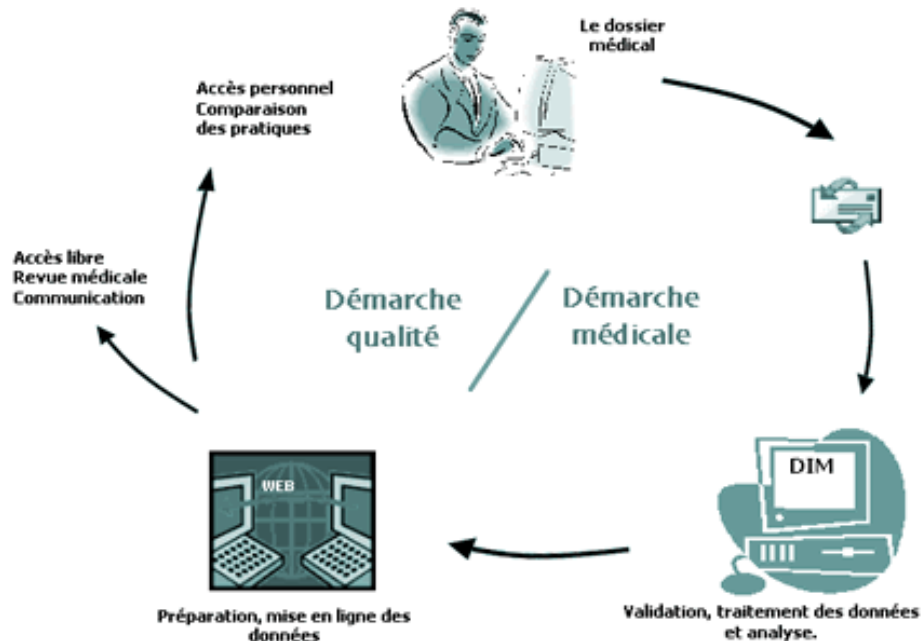 Le dossier
médical
Accès personnel
Comparaison
des pratiques
Accès libre
Revue médicale
Communication
Démarche
qualité
Démarche
médicale
DIM
WEB
Préparation, mise en ligne des
données
Validation, traitement des données
et analyse.